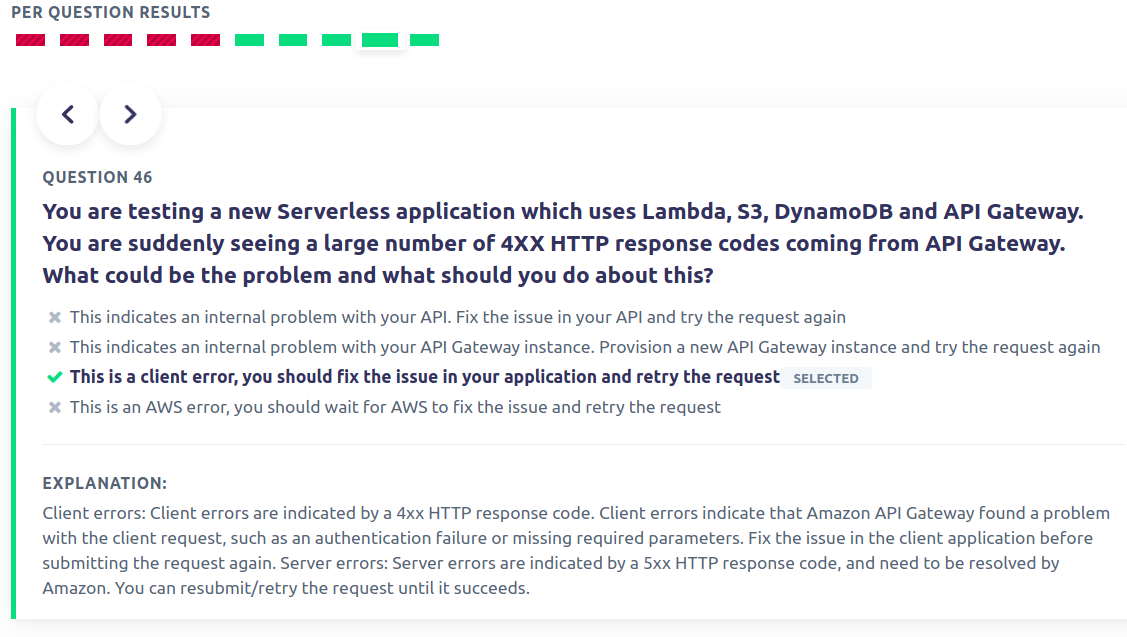 PER QUESTION RESULTS
QUESTION 46
You are testing a new Serverless application which uses Lambda, S3, DynamoDB and API Gateway.
You are suddenly seeing a large number of 4XX HTTP response codes coming from API Gateway.
What could be the problem and what should you do about this?
This indicates an internal problem with your API. Fix the issue in your API and try the request again
This indicates an internal problem with your API Gateway instance. Provision a new API Gateway instance and try the request again
This is a client error, you should fix the issue in your application and retry the request SELECTED
This is an AWS error, you should wait for AWS to fix the issue and retry the request
EXPLANATION:
Client errors: Client errors are indicated by a 4xx HTTP response code. Client errors indicate that Amazon API Gateway found a problem
with the client request, such as an authentication failure or missing required parameters. Fix the issue in the client application before
submitting the request again. Server errors: Server errors are indicated by a 5xx HTTP response code, and need to be resolved by
Amazon. You can resubmit/retry the request until it succeeds.